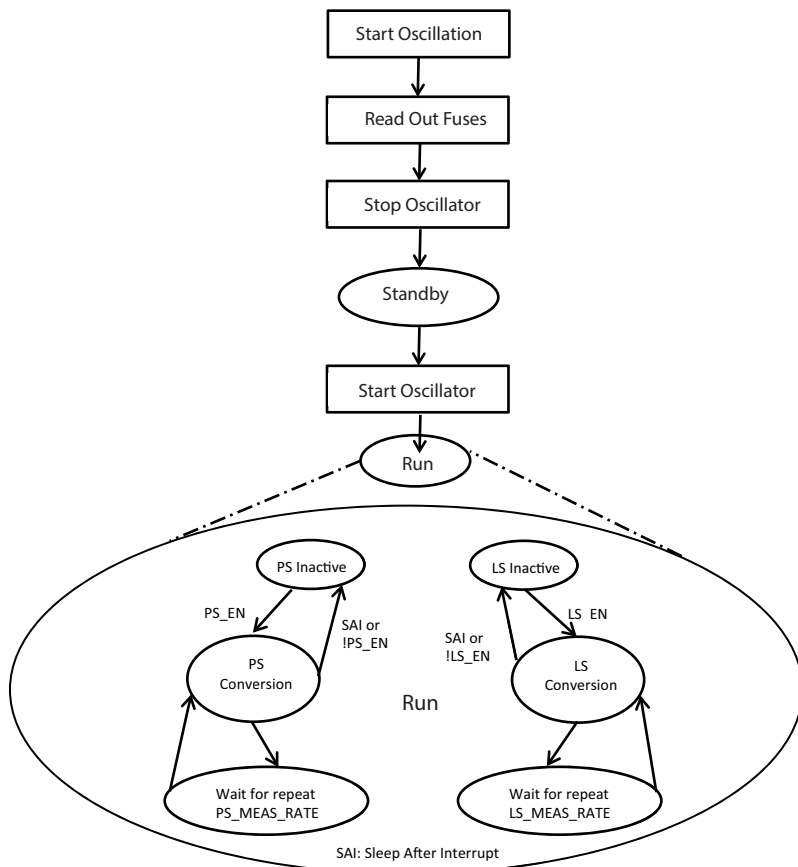 Start Oscillation
Read Out Fuses
Stop Oscillator
Standby
Start Oscillator
Run
PS Inactive
LS Inactive
PS_EN
SAI or
!PS_EN
SAI or
!LS_EN
LS EN
PS
Conversion
LS
Conversion
Run
Wait for repeat
PS_MEAS_RATE
Wait for repeat
LS_MEAS_RATE
SAI: Sleep After Interrupt